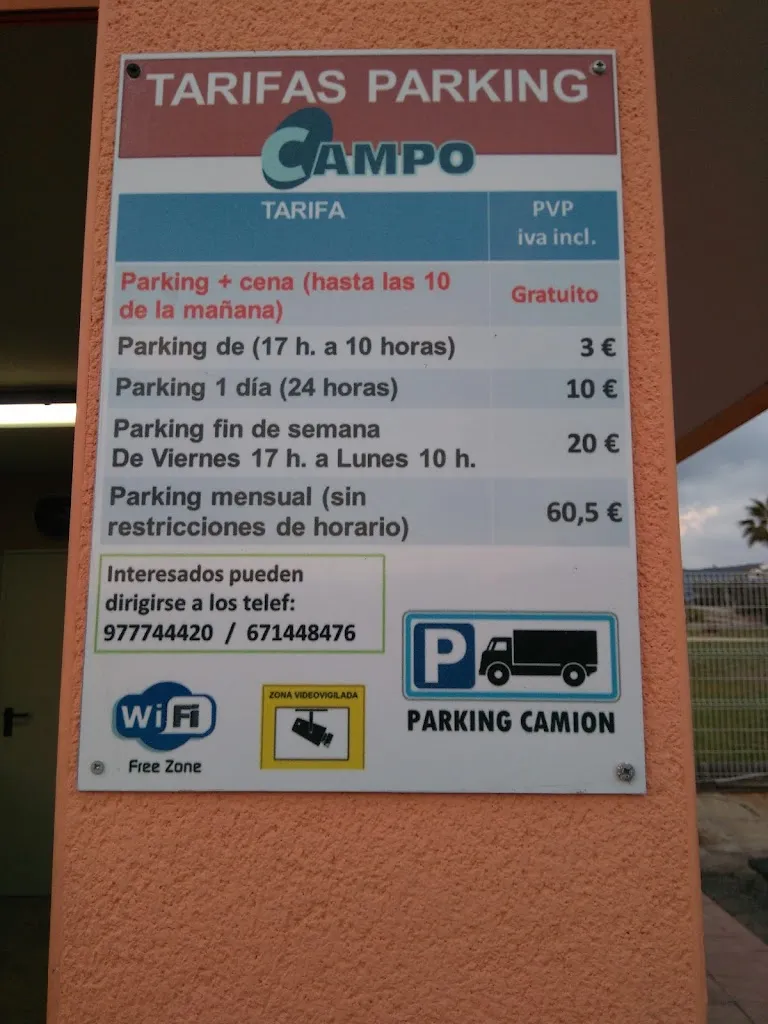 TARIFAS PARKING
CAMPO
TARIFA
PVP
iva incl.
Parking + cena (hasta las 10
de la mañana)
Gratuito
Parking de (17 h. a 10 horas)
3 €
Parking 1 día (24 horas)
10 €
Parking fin de semana
De Viernes 17 h. a Lunes 10 h.
20 €
Parking mensual (sin
restricciones de horario)
60,5 €
Interesados pueden
dirigirse a los telef:
977744420 / 671448476
P
PARKING CAMION
WiFi
Free Zone
ZONA VIDEOVIGILADA